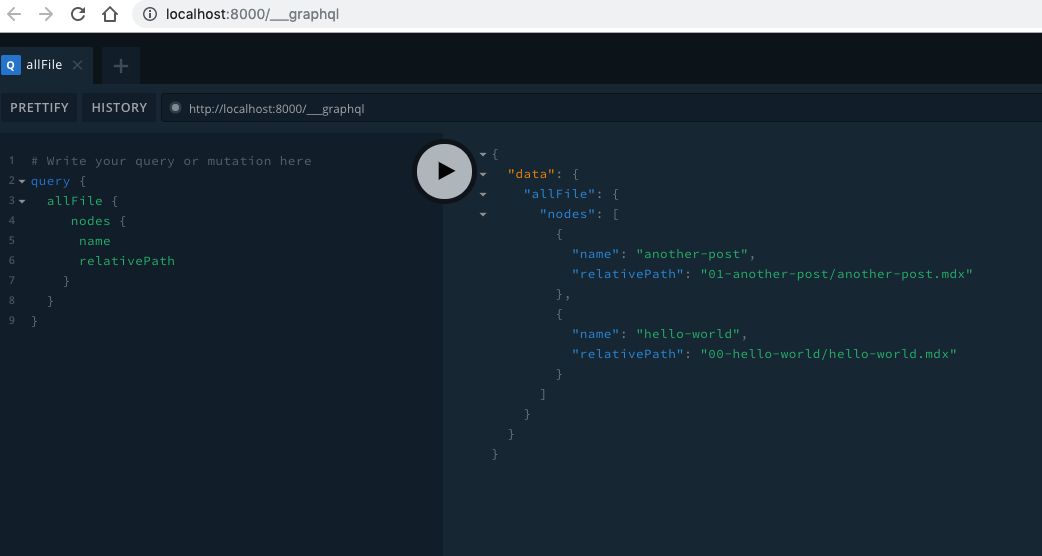 localhost:8000/___graphql
Q allFile
PRETTIFY HISTORY http://localhost:8000/___graphql
1 # Write your query or mutation here
2 query {
3 allFile {
4 nodes {
5 name
6 relativePath
7 }
8 }
9 }
{
"data": {
"allFile": {
"nodes": [
{
"name": "another-post",
"relativePath": "01-another-post/another-post.mdx"
},
{
"name": "hello-world",
"relativePath": "00-hello-world/hello-world.mdx"
}
]
}
}
}